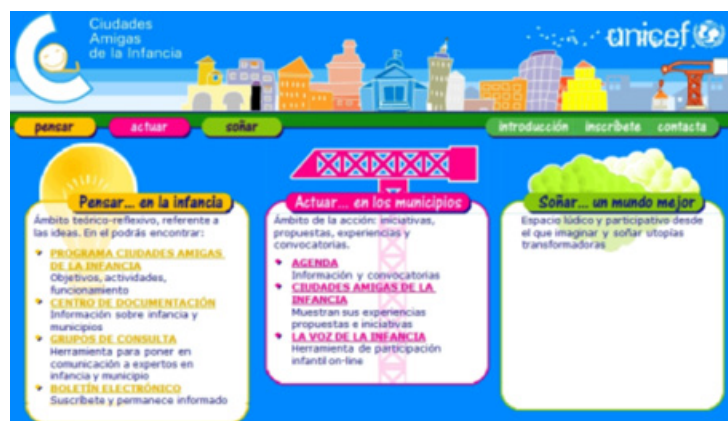 Ciudades
Amigas
de la Infancia
unicef
pensar
actuar
soñar
introducción inscríbete contacta
Pensar... en la infancia
Ámbito teórico-reflexivo, referente a
las ideas. En el podrás encontrar:
PROGRAMA CIUDADES AMIGAS
DE LA INFANCIA
Objetivos, actividades,
funcionamiento
CENTRO DE DOCUMENTACIÓN
Información sobre infancia y
municipios
GRUPOS DE CONSULTA
Herramienta para poner en
comunicación a expertos en
infancia y municipio
BOLETÍN ELECTRÓNICO
Suscríbete y permanece informado
Actuar... en los municipios
Ámbito de la acción: iniciativas,
propuestas, experiencias y
convocatorias.
AGENDA
Información y convocatorias
CIUDADES AMIGAS DE LA
INFANCIA
Muestran sus experiencias
propuestas e iniciativas
LA VOZ DE LA INFANCIA
Herramienta de participación
infantil on-line
Soñar... un mundo mejor
Espacio lúdico y participativo desde
el que imaginar y soñar utopías
transformadoras